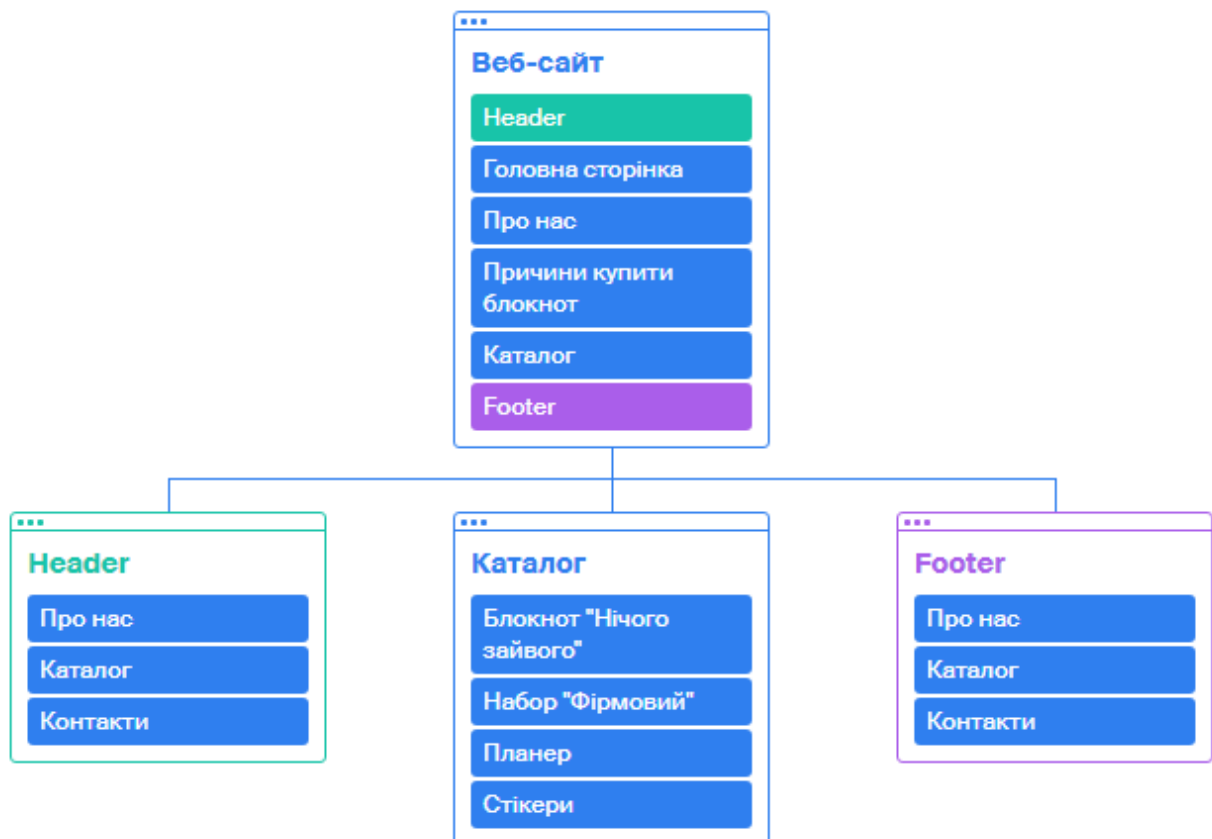 Веб-сайт
Header
Головна сторінка
Про нас
Причини купити
блокнот
Каталог
Footer
Header
Про нас
Каталог
Контакти
Каталог
Блокнот "Нічого
зайвого"
Набор "Фірмовий"
Планер
Стікери
Footer
Про нас
Каталог
Контакти